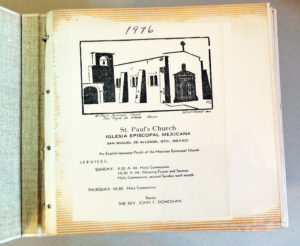 1976
St. Paul's Church
IGLESIA EPISCOPAL MEXICANA
SAN MIGUEL DE ALLENDE, GTO., MEXICO
An English-language Parish of the Mexican Episcopal Church
SERVICES:
SUNDAY 9:30 A. M. Holy Communion
10:30 A. M. Morning Prayer and Sermon
Holy Communion, second Sunday each month.
THURSDAY 10:30 Holy Communion
Rector
THE REV. JOHN T. DONOVAN